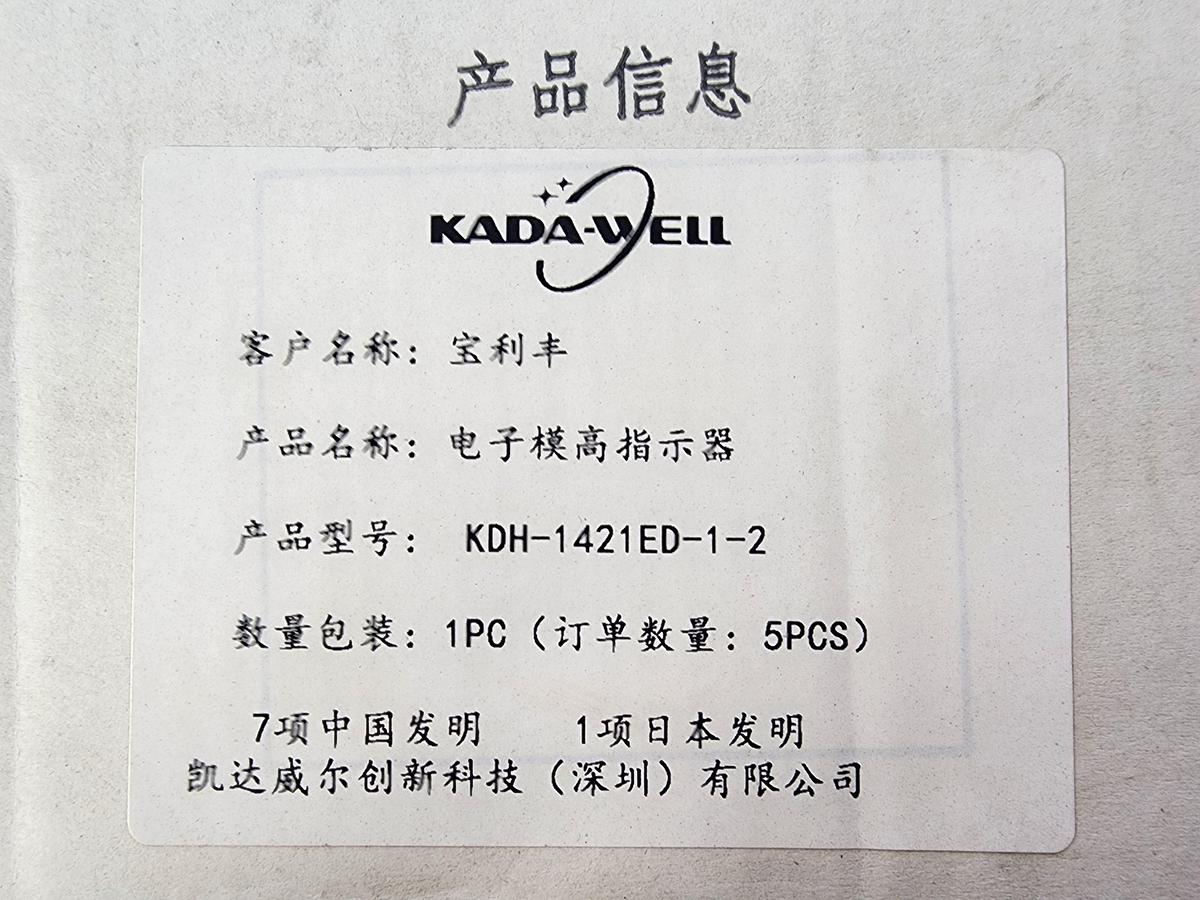 产品信息
KADA-WELL
客户名称：宝利丰
产品名称：电子模高指示器
产品型号： KDH-1421ED-1-2
数量包装：1PC（订单数量：5PCS）
7项中国发明 1项日本发明
凯达威尔创新科技（深圳）有限公司